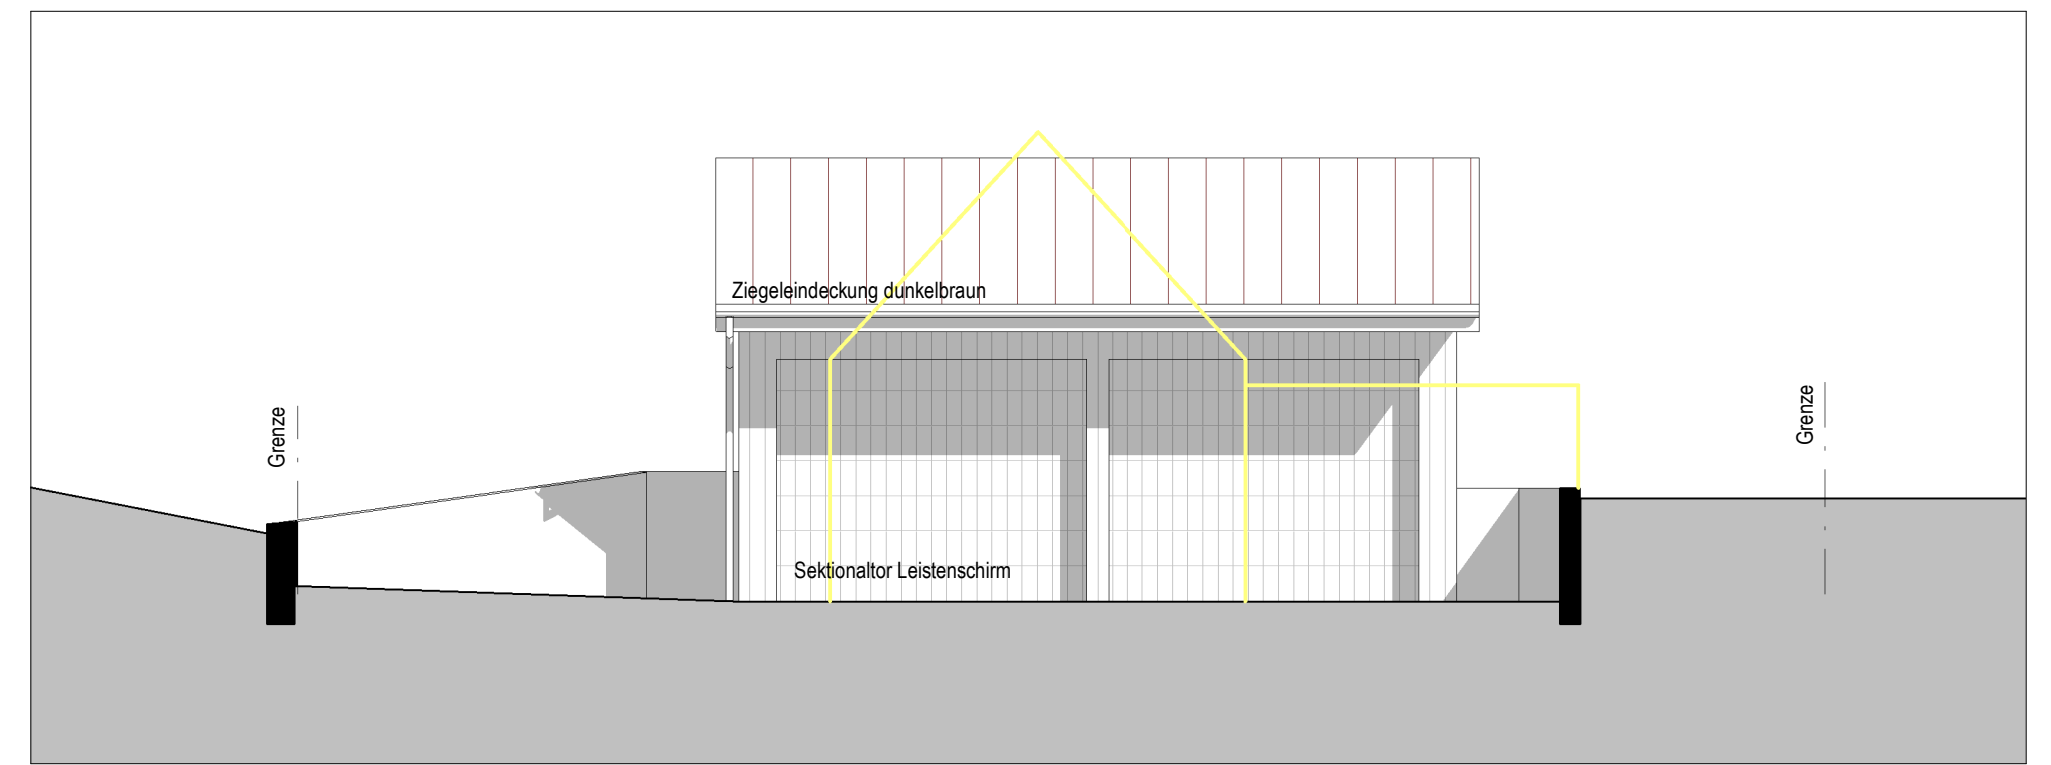 Ziegeleindeckung dunkelbraun
Grenze
Grenze
Sektionaltor Leistenschirm